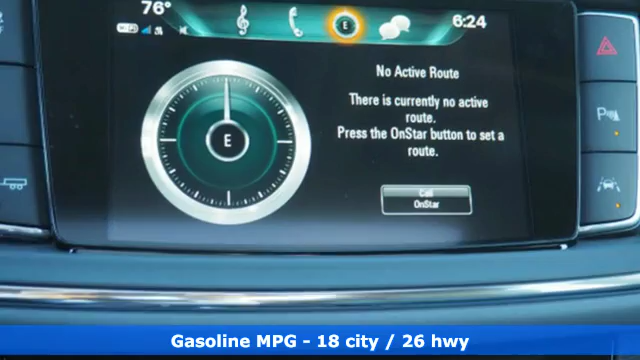 76°
6:24
E
No Active Route
There is currently no active
route.
Press the OnStar button to set a
route.
E
Call
OnStar
P
Gasoline MPG - 18 city / 26 hwy